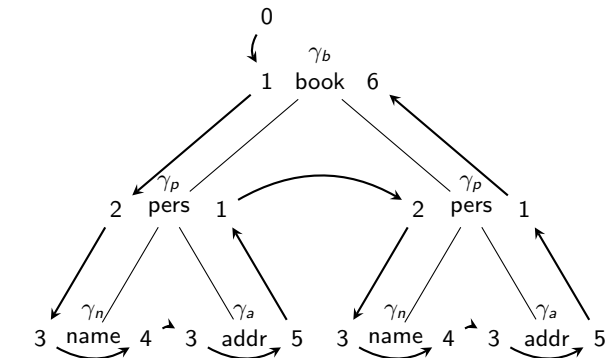 0
γb
1 book 6
γp γp
2 pers 1 2 pers 1
γn γa γn γa
3 name 4 3 addr 5 3 name 4 3 addr 5